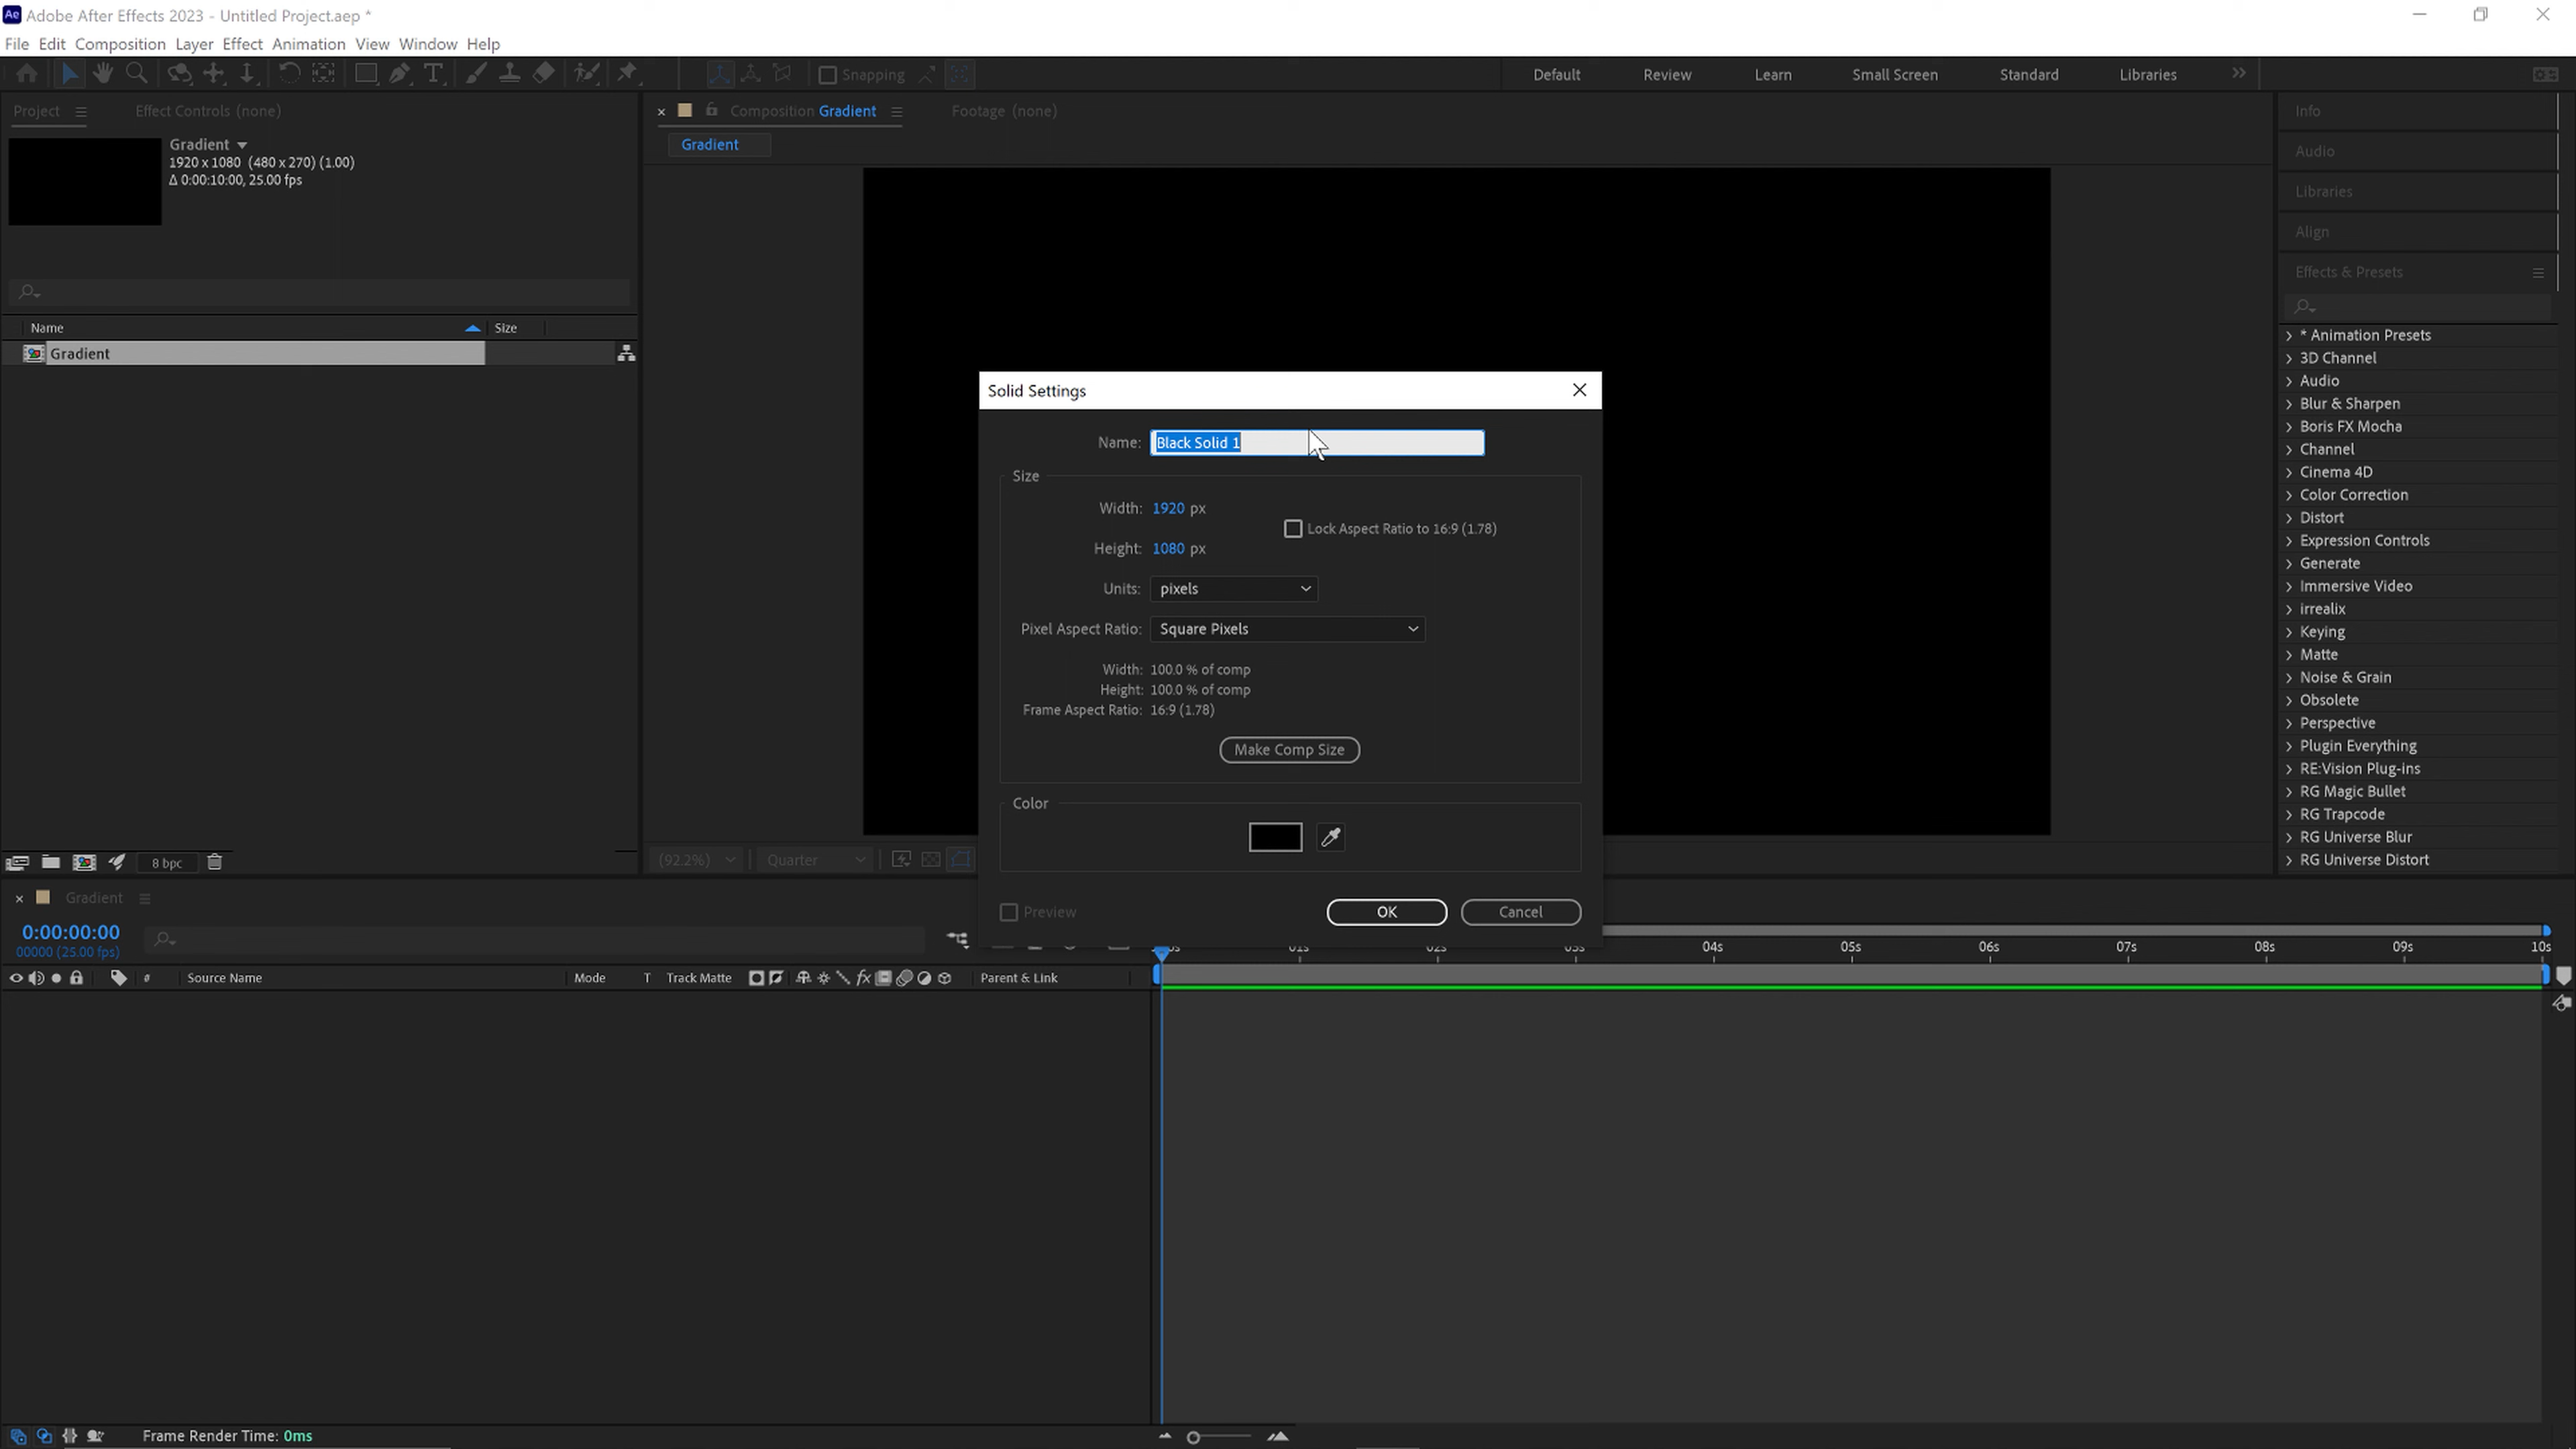 Adobe After Effects 2023 - Untitled Project.aep *
File Edit Composition Layer Effect Animation View Window Help
Snapping Default Review Learn Small Screen Standard Libraries
Project Effect Controls (none)
Gradient
1920 x 1080 (480 x 270) (1.00)
Δ 0:00:10:00, 25.00 fps
Name Size
Gradient
8 bpc
Composition Gradient Footage (none)
Gradient
(92.2%) Quarter
Solid Settings
Name: Black Solid 1
Size
Width: 1920 px
Lock Aspect Ratio to 16:9 (1.78)
Height: 1080 px
Units: pixels
Pixel Aspect Ratio: Square Pixels
Width: 100.0 % of comp
Height: 100.0 % of comp
Frame Aspect Ratio: 16:9 (1.78)
Make Comp Size
Color
Preview OK Cancel
Info
Audio
Libraries
Align
Effects & Presets
* Animation Presets
3D Channel
Audio
Blur & Sharpen
Boris FX Mocha
Channel
Cinema 4D
Color Correction
Distort
Expression Controls
Generate
Immersive Video
irrealix
Keying
Matte
Noise & Grain
Obsolete
Perspective
Plugin Everything
RE:Vision Plug-ins
RG Magic Bullet
RG Trapcode
RG Universe Blur
RG Universe Distort
Gradient
0:00:00:00
00000 (25.00 fps)
01s 02s 03s 04s 05s 06s 07s 08s 09s 10s
# Source Name Mode T Track Matte fx Parent & Link
Frame Render Time: 0ms